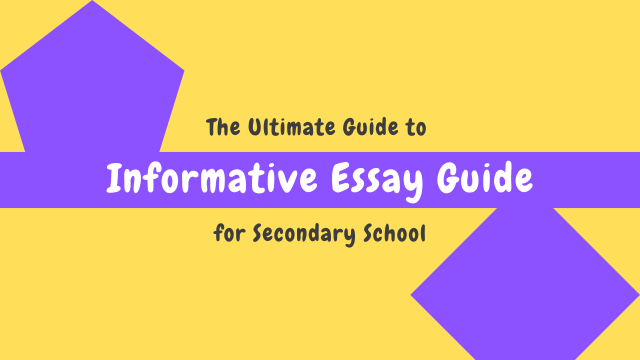 The Ultimate Guide to
Informative Essay Guide
for Secondary School